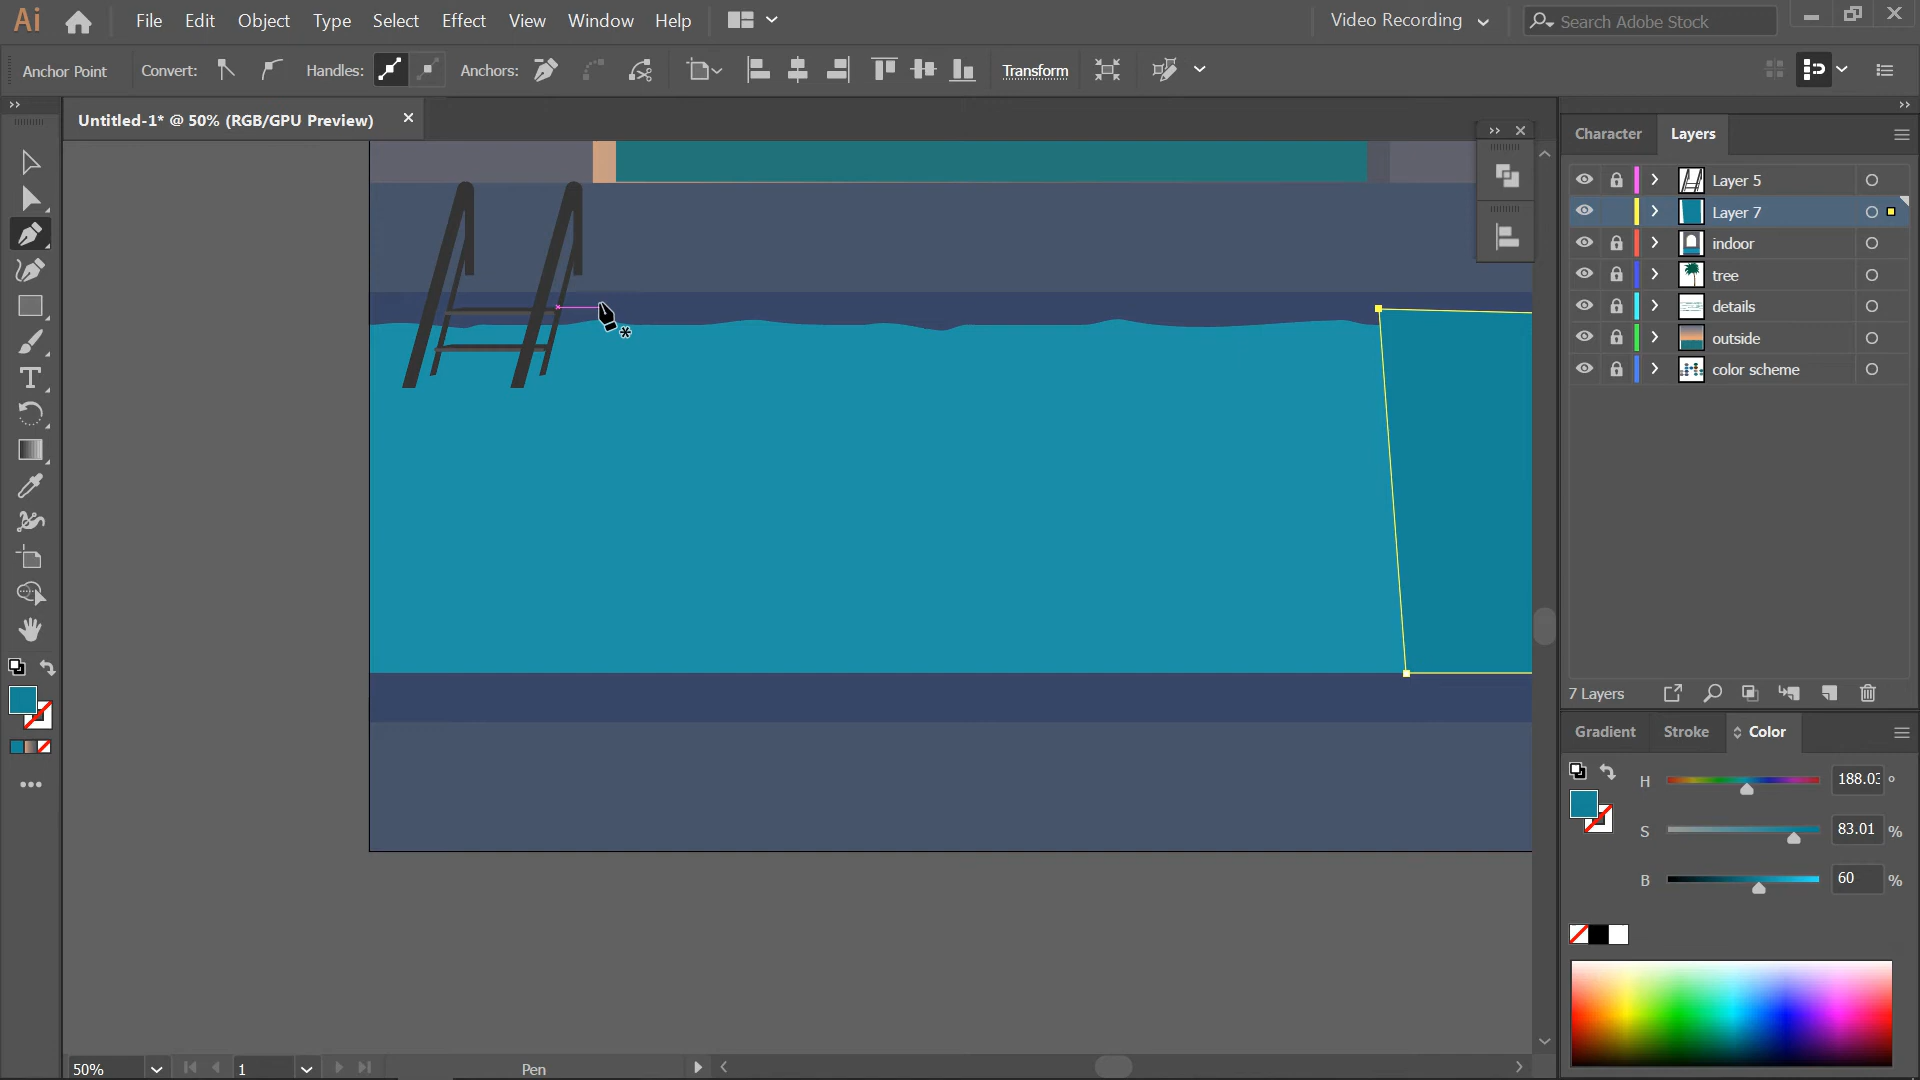 Ai File Edit Object Type Select Effect View Window Help Video Recording Search Adobe Stock
Anchor Point Convert: Handles: Anchors: Transform
Untitled-1* @ 50% (RGB/GPU Preview)
Character Layers
Layer 5
Layer 7
indoor
tree
details
outside
color scheme
7 Layers
Gradient Stroke Color
H 188.03 °
S 83.01 %
B 60 %
50% 1 Pen